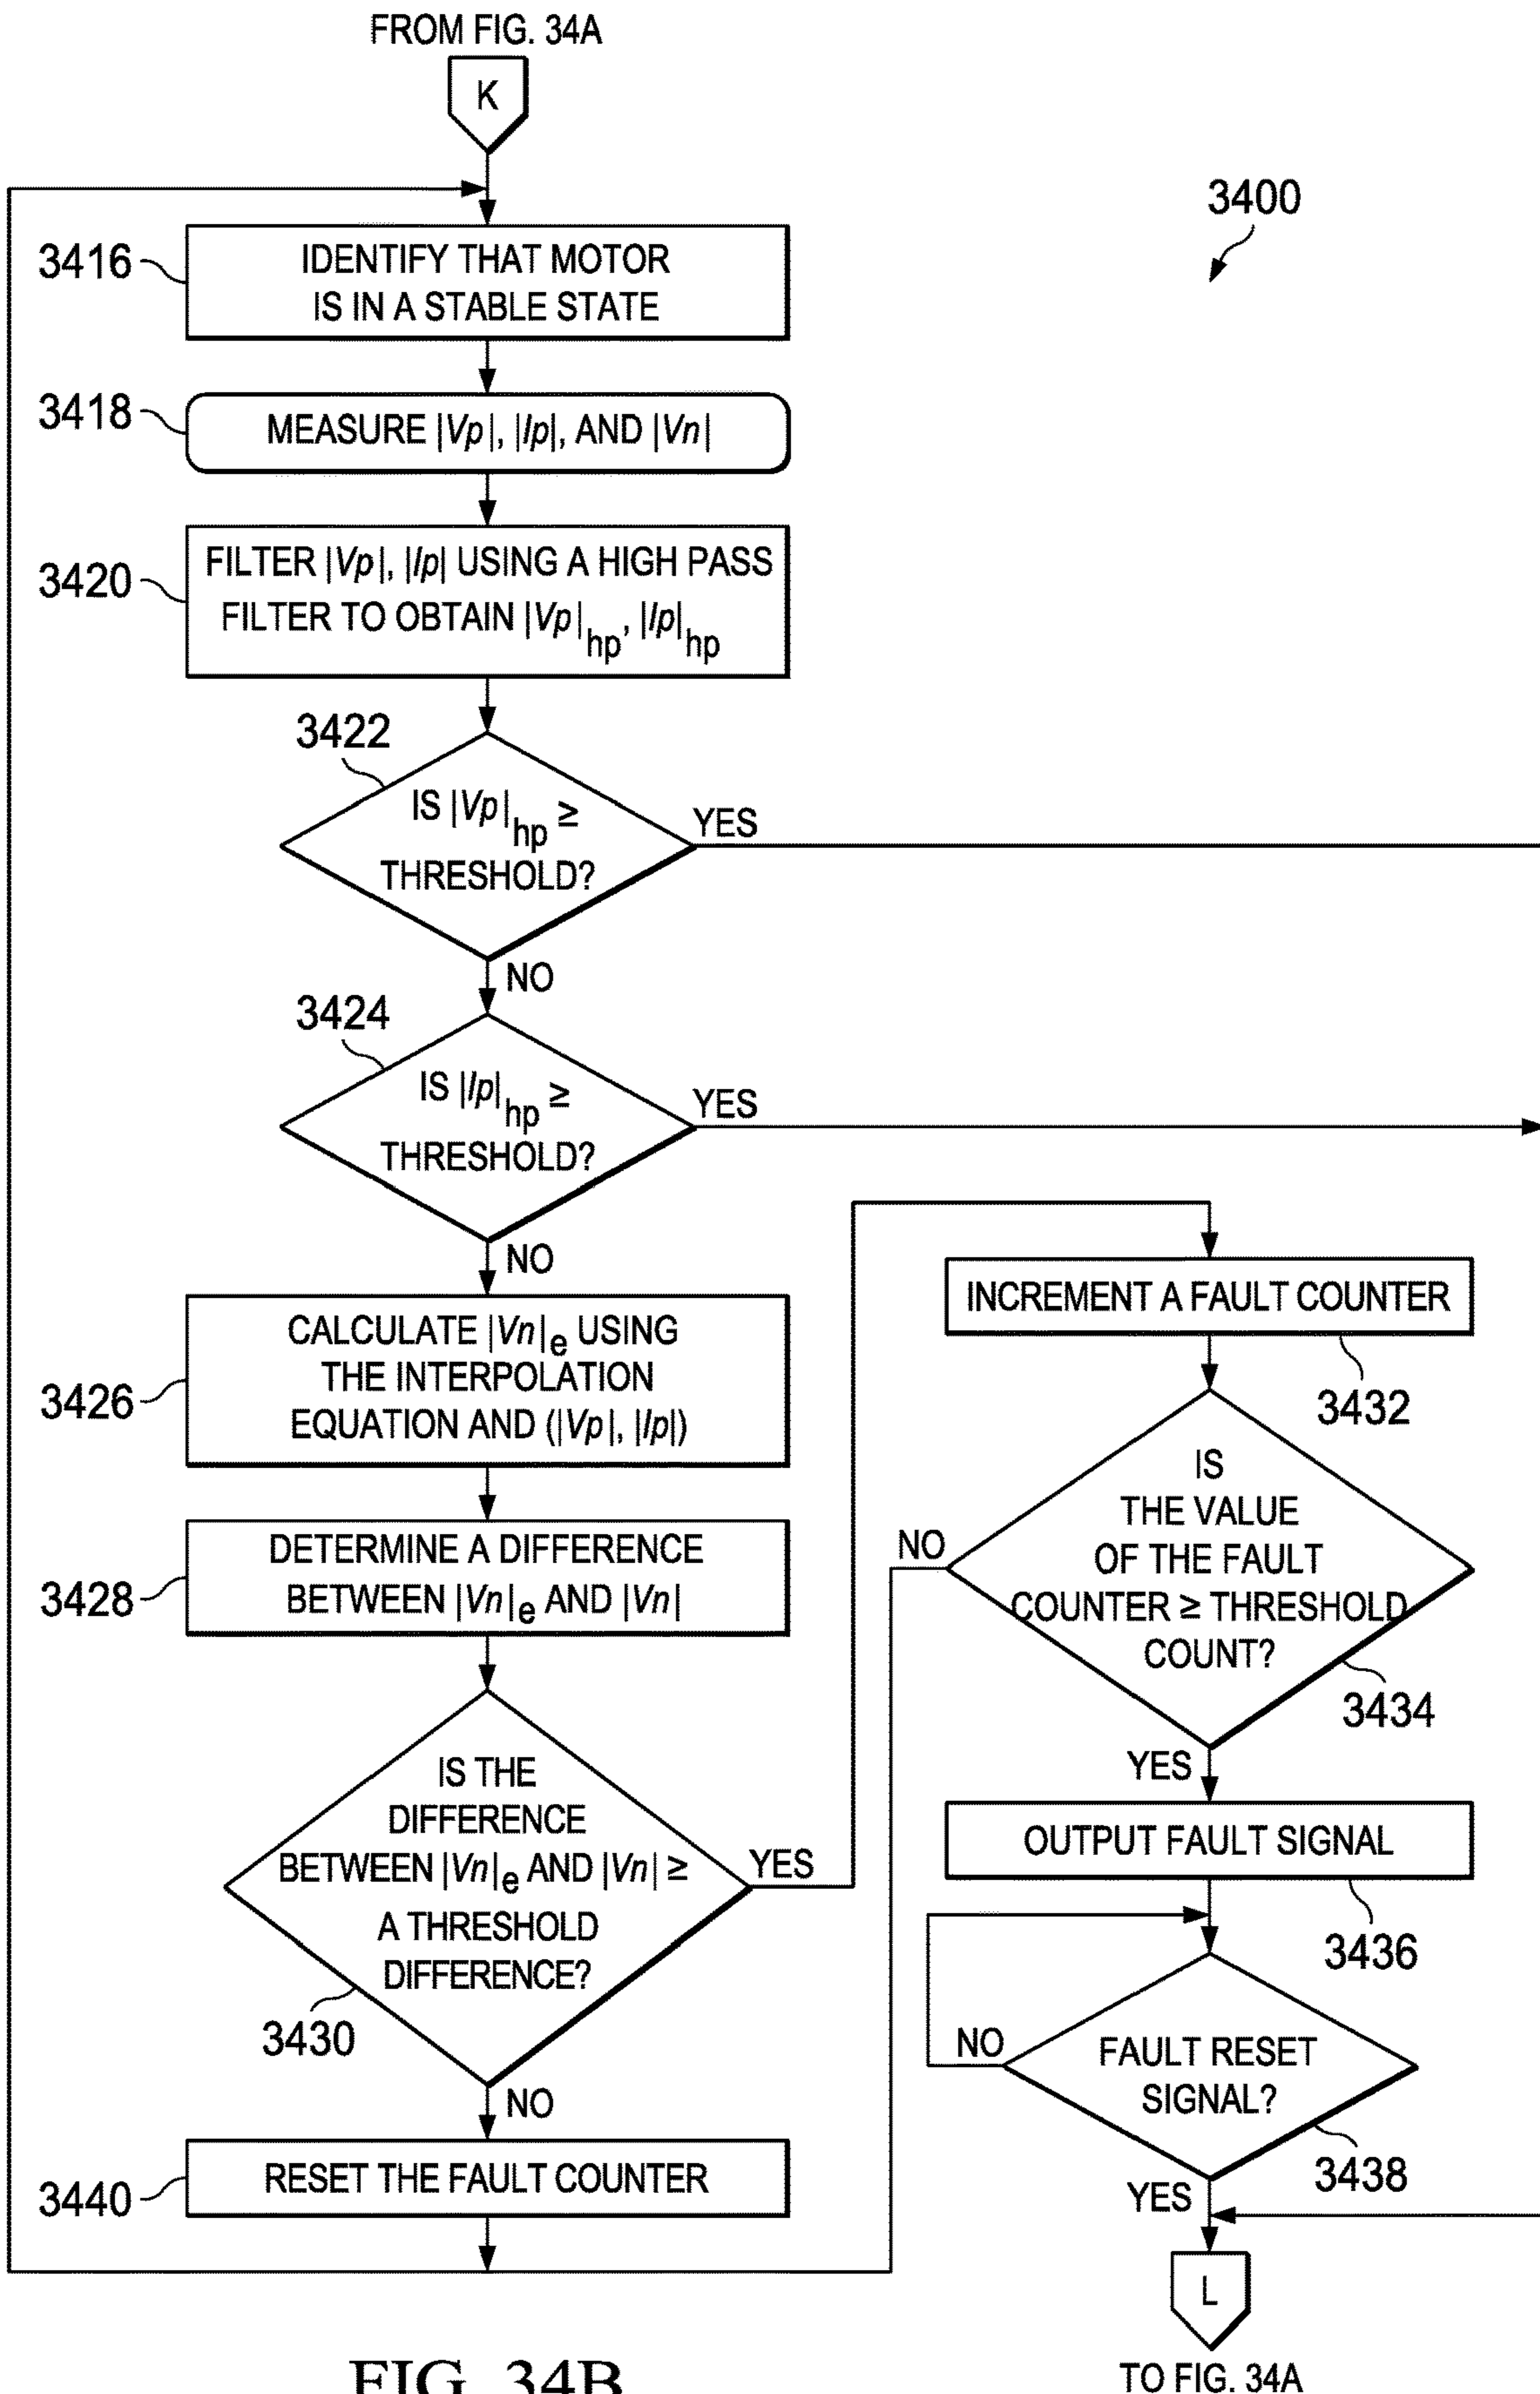 FROM FIG. 34A
K
3400
3416
IDENTIFY THAT MOTOR
IS IN A STABLE STATE
3418
MEASURE |Vp|, |Ip|, AND |Vn|
3420
FILTER |Vp|, |Ip| USING A HIGH PASS
FILTER TO OBTAIN |Vp|hp, |Ip|hp
3422
IS |Vp|hp ≥
THRESHOLD?
YES
NO
3424
IS |Ip|hp ≥
THRESHOLD?
YES
NO
3426
CALCULATE |Vn|e USING
THE INTERPOLATION
EQUATION AND (|Vp|, |Ip|)
3428
DETERMINE A DIFFERENCE
BETWEEN |Vn|e AND |Vn|
IS THE
DIFFERENCE
BETWEEN |Vn|e AND |Vn| ≥
A THRESHOLD
DIFFERENCE?
3430
YES
NO
3440
RESET THE FAULT COUNTER
INCREMENT A FAULT COUNTER
3432
IS
THE VALUE
OF THE FAULT
COUNTER ≥ THRESHOLD
COUNT?
NO
3434
YES
OUTPUT FAULT SIGNAL
3436
FAULT RESET
SIGNAL?
NO
3438
YES
L
TO FIG. 34A
FIG. 34B